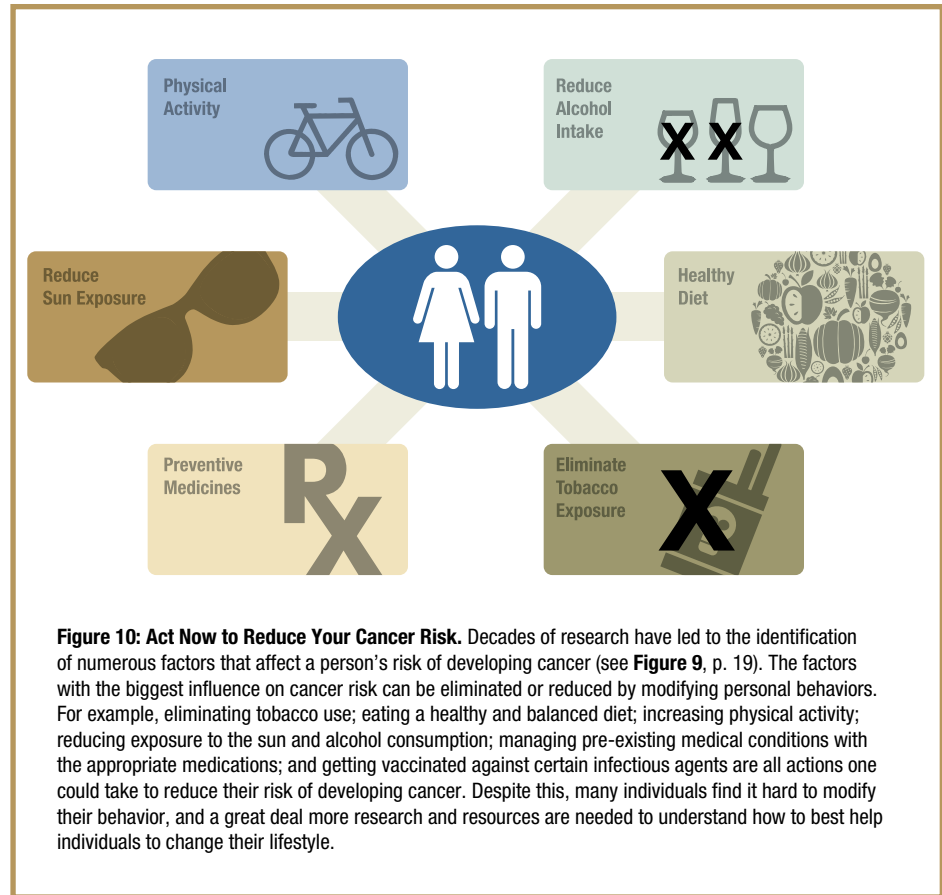 Physical
Activity
Reduce
Alcohol
Intake
X X
Reduce
Sun Exposure
Healthy
Diet
Preventive
Medicines
RX
Eliminate
Tobacco
Exposure
X
Figure 10: Act Now to Reduce Your Cancer Risk. Decades of research have led to the identification
of numerous factors that affect a person’s risk of developing cancer (see Figure 9, p. 19). The factors
with the biggest influence on cancer risk can be eliminated or reduced by modifying personal behaviors.
For example, eliminating tobacco use; eating a healthy and balanced diet; increasing physical activity;
reducing exposure to the sun and alcohol consumption; managing pre-existing medical conditions with
the appropriate medications; and getting vaccinated against certain infectious agents are all actions one
could take to reduce their risk of developing cancer. Despite this, many individuals find it hard to modify
their behavior, and a great deal more research and resources are needed to understand how to best help
individuals to change their lifestyle.